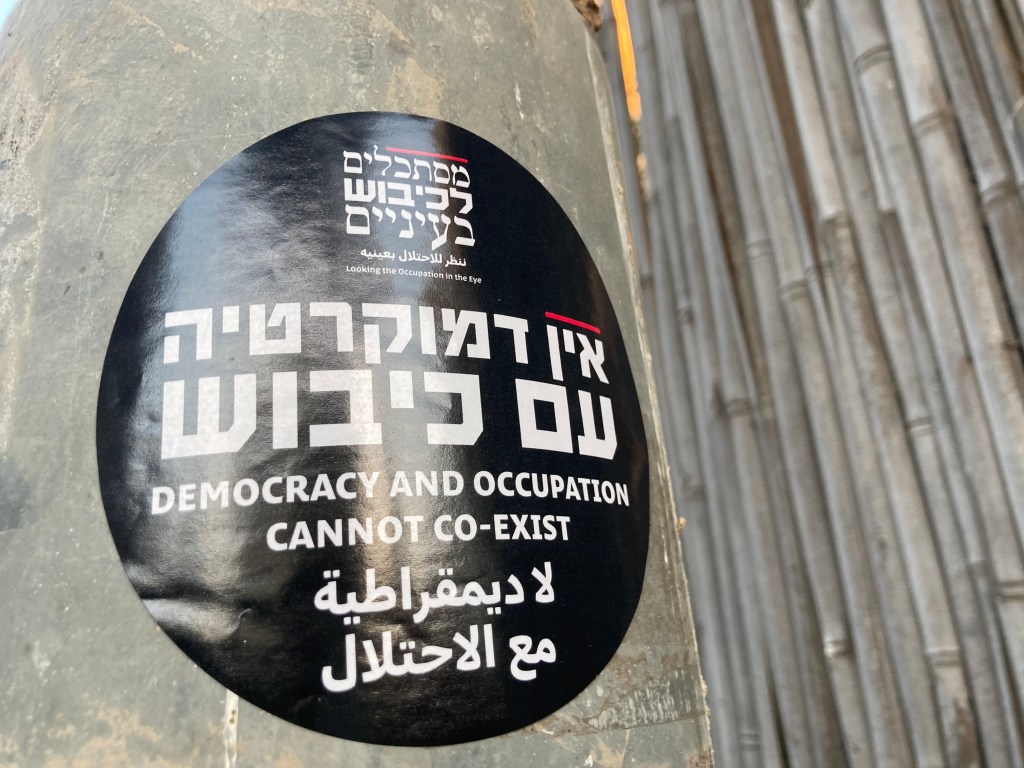 מסתכלים
לכיבוש
בעיניים
ننظر للاحتلال بعينيه
Looking the Occupation in the Eye
אין דמוקרטיה
עם כיבוש
DEMOCRACY AND OCCUPATION
CANNOT CO-EXIST
لا ديمقراطية
مع الاحتلال